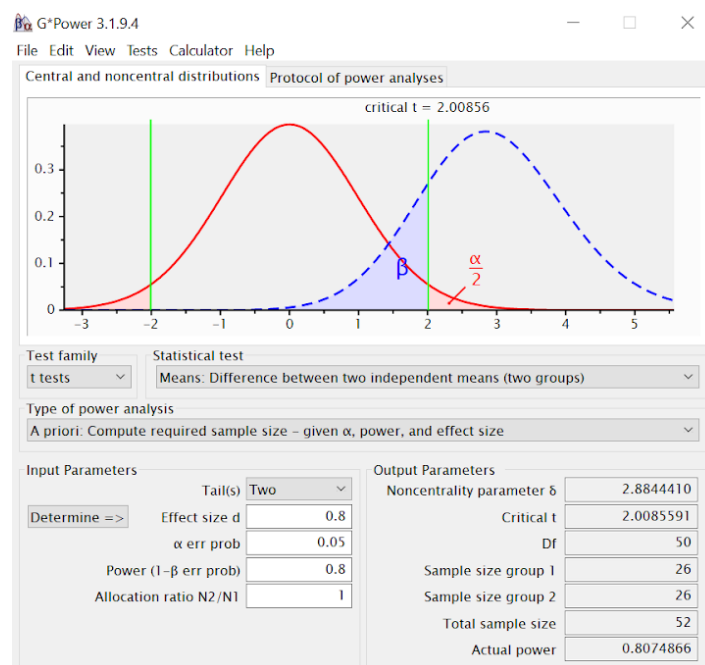 G*Power 3.1.9.4
File Edit View Tests Calculator Help
Central and noncentral distributions Protocol of power analyses
critical t = 2.00856
0.3
0.2
0.1
0
β
α
2
-3 -2 -1 0 1 2 3 4 5
Test family Statistical test
t tests Means: Difference between two independent means (two groups)
Type of power analysis
A priori: Compute required sample size – given α, power, and effect size
Input Parameters Output Parameters
Tail(s) Two Noncentrality parameter δ 2.8844410
Determine => Effect size d 0.8 Critical t 2.0085591
α err prob 0.05 Df 50
Power (1-β err prob) 0.8 Sample size group 1 26
Allocation ratio N2/N1 1 Sample size group 2 26
Total sample size 52
Actual power 0.8074866